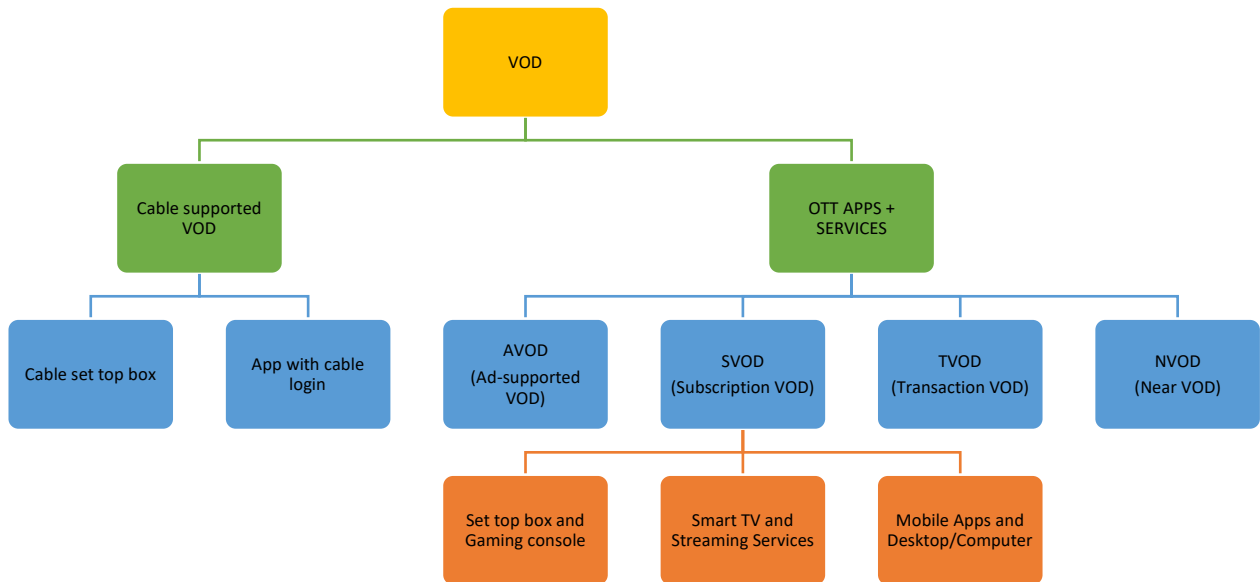 VOD
Cable supported
VOD
OTT APPS +
SERVICES
Cable set top box
App with cable
login
AVOD
(Ad-supported
VOD)
SVOD
(Subscription VOD)
TVOD
(Transaction VOD)
NVOD
(Near VOD)
Set top box and
Gaming console
Smart TV and
Streaming Services
Mobile Apps and
Desktop/Computer